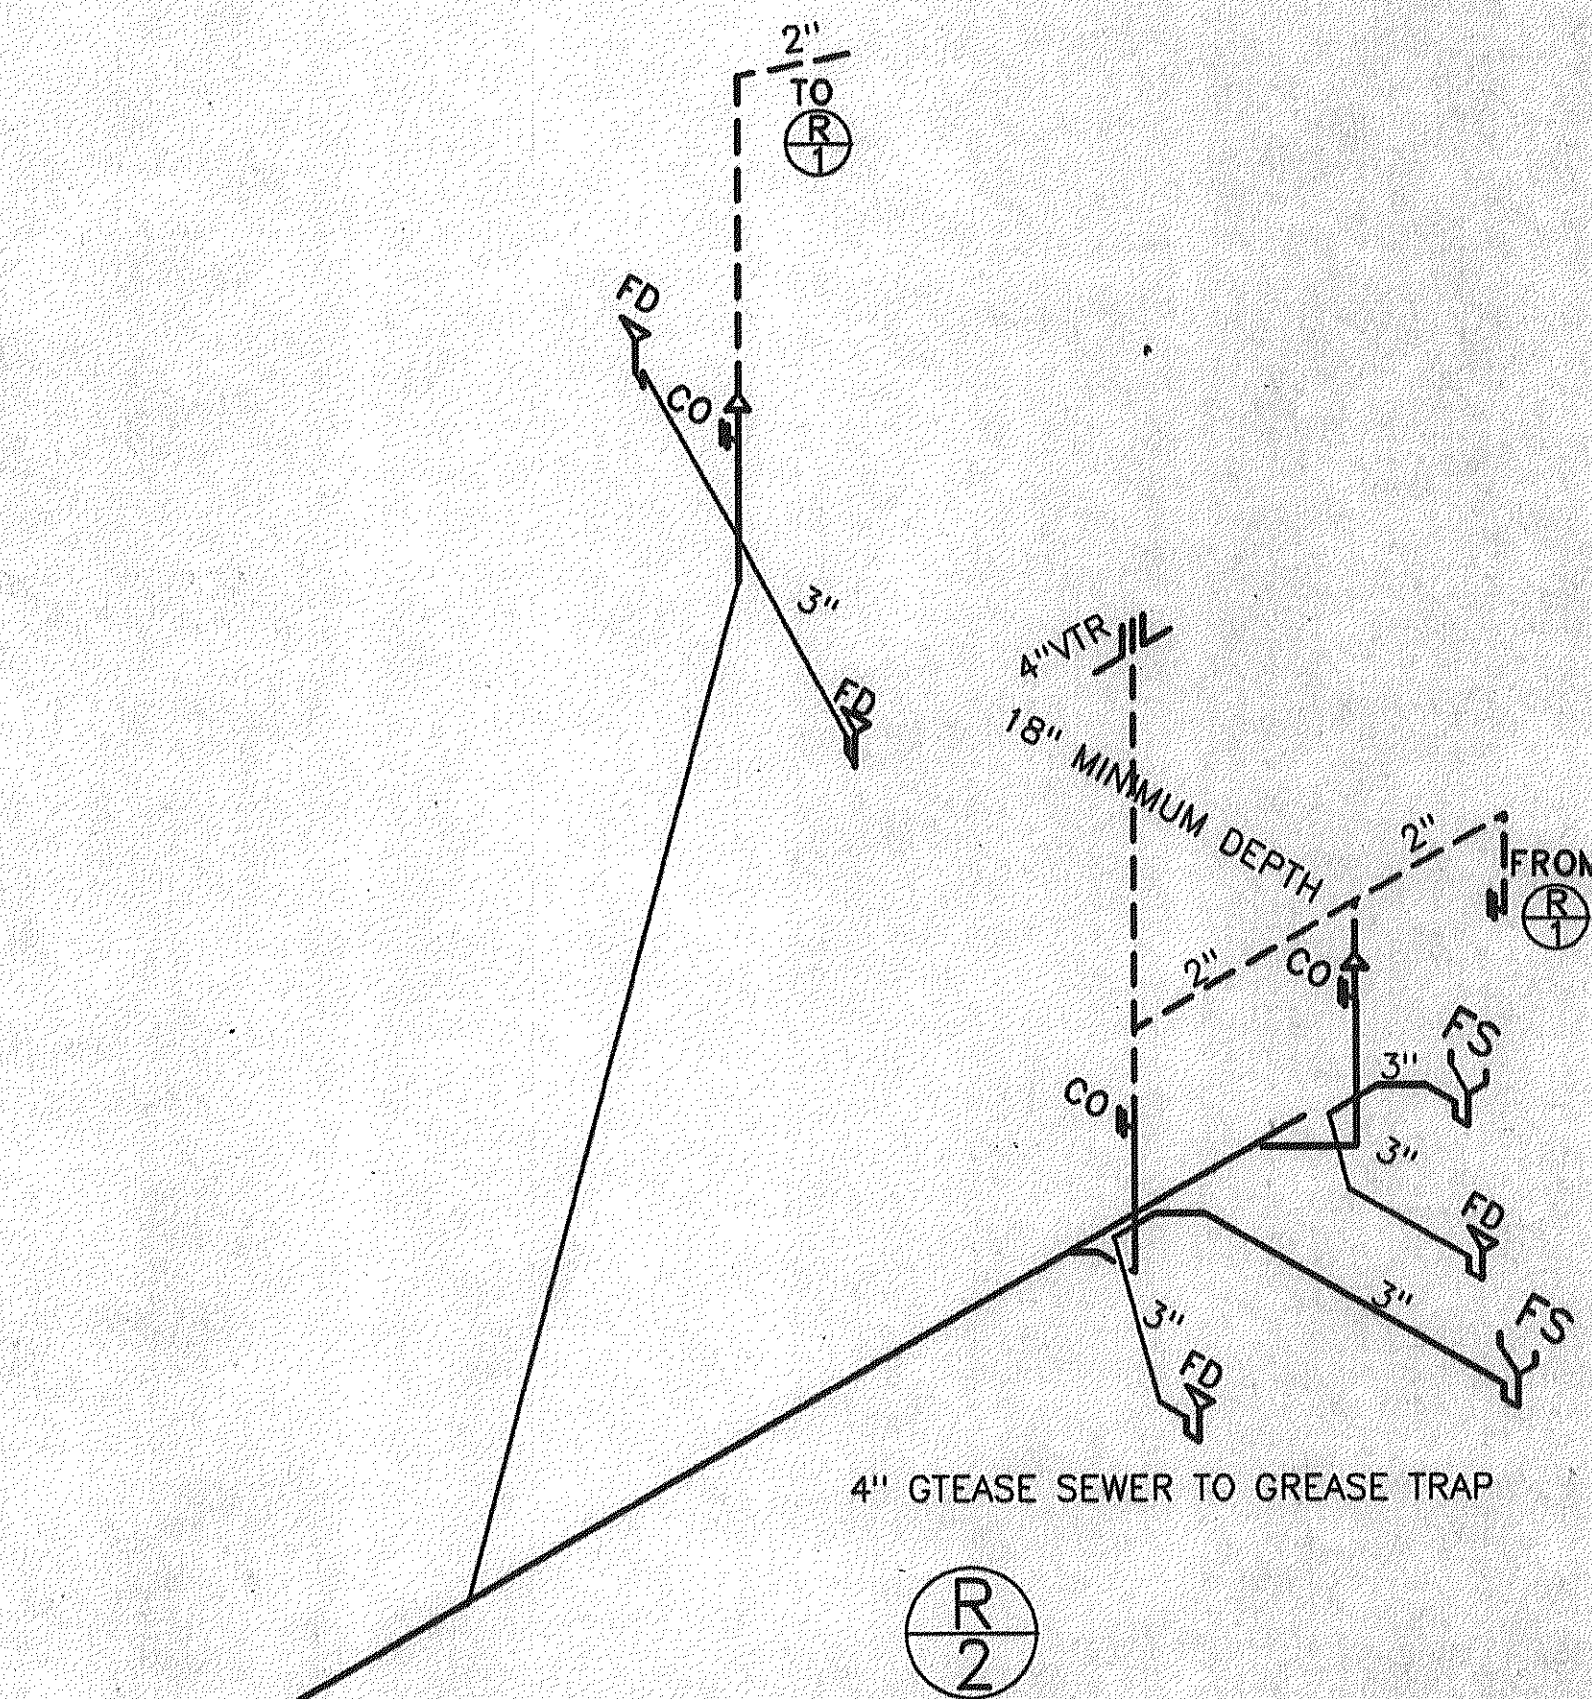 2"
TO
R
1
FD
CO
3"
FD
4"VTR
18" MINIMUM DEPTH
2"
FROM
R
1
2"
CO
FS
3"
CO
3"
FD
3"
FS
3"
FD
4" GTEASE SEWER TO GREASE TRAP
R
2